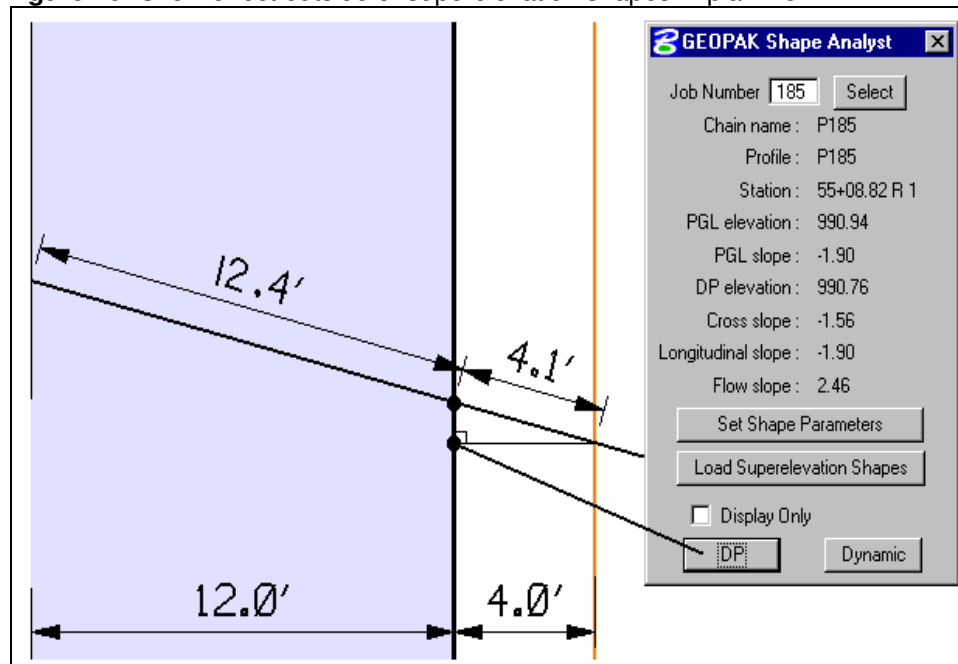 GEOPAK Shape Analyst
Job Number 185 Select
Chain name : P185
Profile : P185
Station : 55+08.82 R 1
PGL elevation : 990.94
PGL slope : -1.90
DP elevation : 990.76
Cross slope : -1.56
Longitudinal slope : -1.90
Flow slope : 2.46
Set Shape Parameters
Load Superelevation Shapes
Display Only
DP Dynamic
12.4'
4.1'
12.0'
4.0'